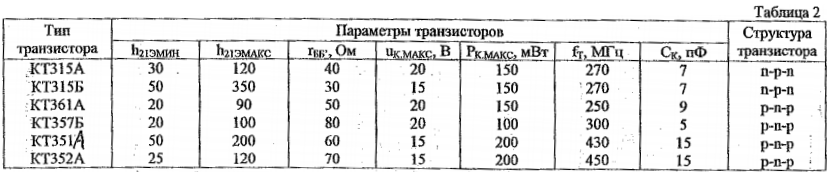 Таблица 2
Тип транзистора Параметры транзисторов Структура транзистора
h21ЭМИН h21ЭМАКС rББ', Ом uК.МАКС, В PК.МАКС, мВт fТ, МГц CК, пФ
КТ315А 30 120 40 20 150 270 7 n-p-n
КТ315Б 50 350 30 15 150 270 7 n-p-n
КТ361А 20 90 50 20 150 250 9 p-n-p
КТ357Б 20 100 80 20 100 300 5 p-n-p
КТ351А 50 200 60 15 200 430 15 p-n-p
КТ352А 25 120 70 15 200 450 15 p-n-p